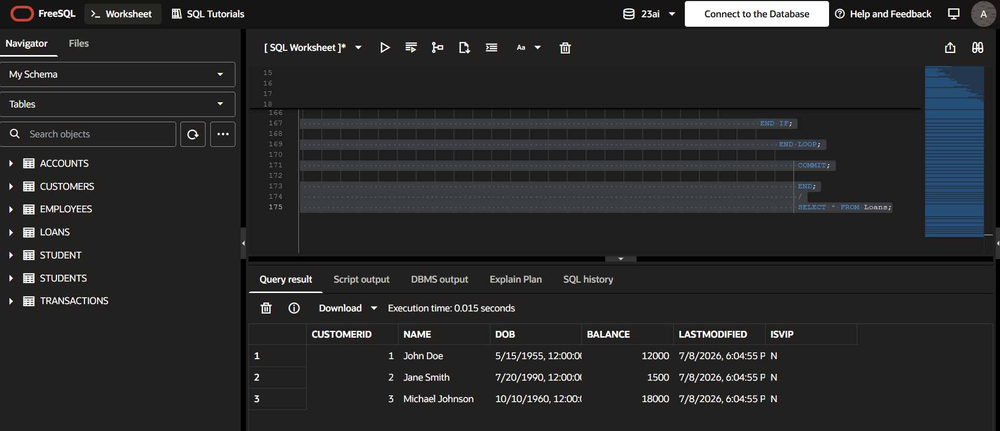 FreeSQL
Worksheet
SQL Tutorials
23ai
Connect to the Database
Help and Feedback
A
Navigator
Files
My Schema
Tables
Search objects
ACCOUNTS
CUSTOMERS
EMPLOYEES
LOANS
STUDENT
STUDENTS
TRANSACTIONS
[ SQL Worksheet ]*
Aa
15
16
17
18
166
167 END IF;
168
169 END LOOP;
170
171 COMMIT;
172
173 END;
174 /
175 SELECT * FROM Loans;
Query result
Script output
DBMS output
Explain Plan
SQL history
Download
Execution time: 0.015 seconds
CUSTOMERID NAME DOB BALANCE LASTMODIFIED ISVIP
1 1 John Doe 5/15/1955, 12:00:00 12000 7/8/2026, 6:04:55 P N
2 2 Jane Smith 7/20/1990, 12:00:00 1500 7/8/2026, 6:04:55 P N
3 3 Michael Johnson 10/10/1960, 12:00:0 18000 7/8/2026, 6:04:55 P N